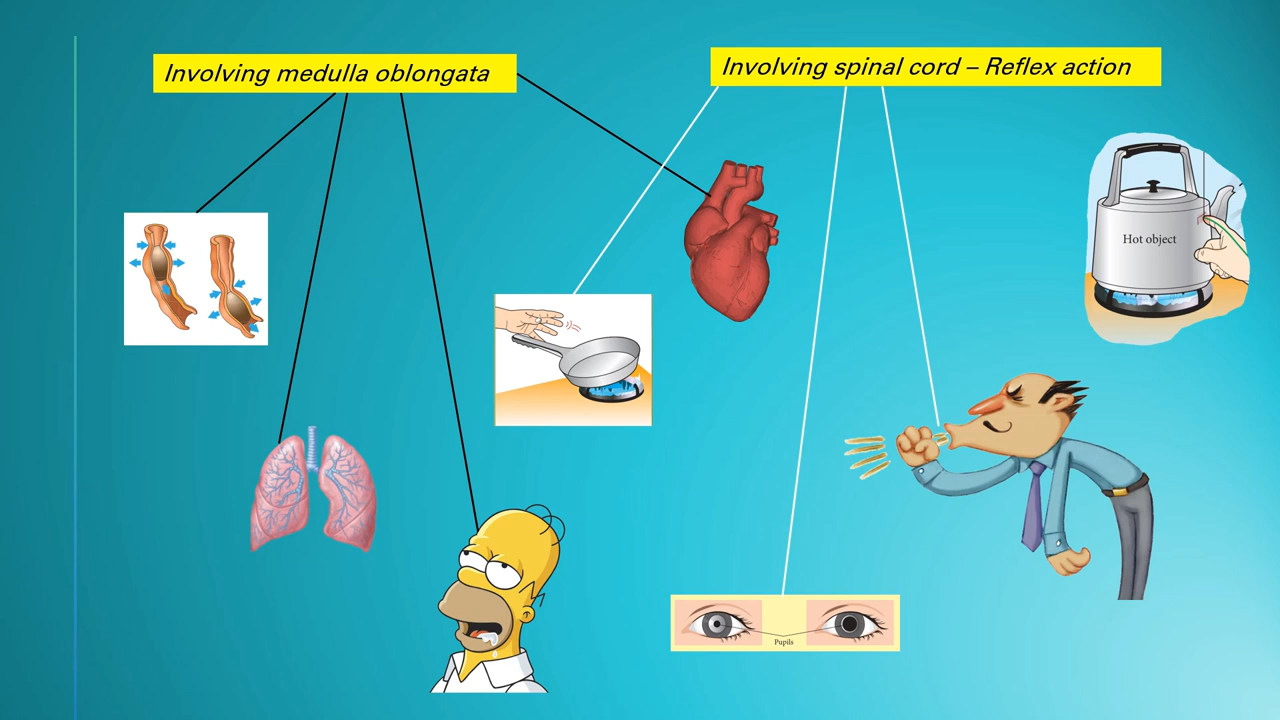 Involving medulla oblongata
Involving spinal cord – Reflex action
Hot object
Pupils